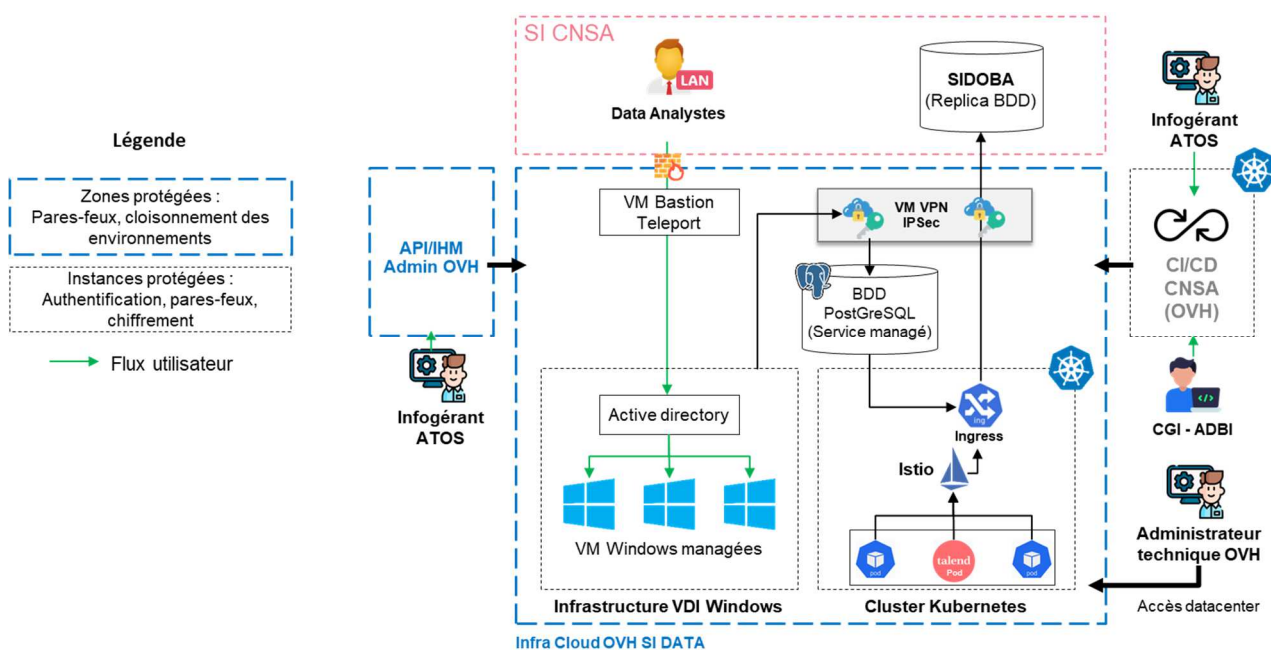 SI CNSA
LAN
Data Analystes
SIDOBA
(Replica BDD)
Infogérant
ATOS
Légende
Zones protégées :
Pares-feux, cloisonnement des
environnements
Instances protégées :
Authentification, pares-feux,
chiffrement
Flux utilisateur
API/IHM
Admin OVH
Infogérant
ATOS
VM Bastion
Teleport
VM VPN
IPSec
BDD
PostGreSQL
(Service managé)
CI/CD
CNSA
(OVH)
CGI - ADBI
Active directory
VM Windows managées
Infrastructure VDI Windows
ing
Ingress
Istio
pod
talend
Pod
pod
Cluster Kubernetes
Administrateur
technique OVH
Accès datacenter
Infra Cloud OVH SI DATA